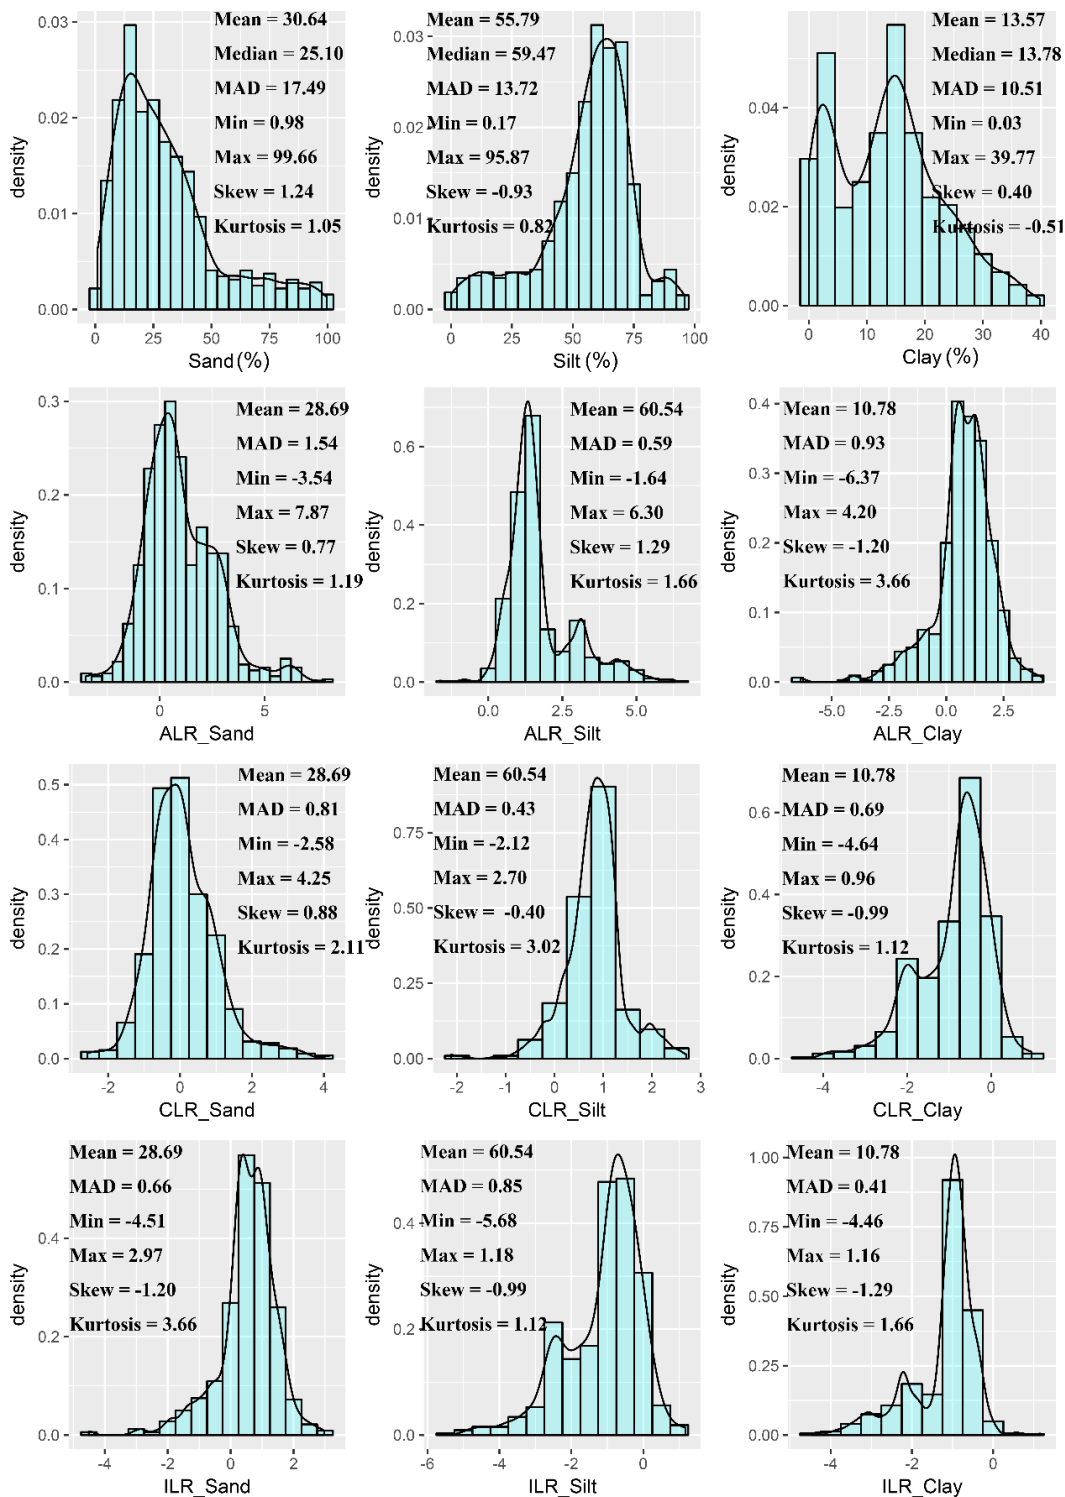 Mean = 30.64
Median = 25.10
MAD = 17.49
Min = 0.98
Max = 99.66
Skew = 1.24
Kurtosis = 1.05
density
0.03
0.02
0.01
0.00
0 25 50 75 100
Sand (%)
Mean = 55.79
Median = 59.47
MAD = 13.72
Min = 0.17
Max = 95.87
Skew = -0.93
Kurtosis = 0.82
density
0.03
0.02
0.01
0.00
0 25 50 75 100
Silt (%)
Mean = 13.57
Median = 13.78
MAD = 10.51
Min = 0.03
Max = 39.77
Skew = 0.40
Kurtosis = -0.51
density
0.04
0.02
0.00
0 10 20 30 40
Clay (%)
Mean = 28.69
MAD = 1.54
Min = -3.54
Max = 7.87
Skew = 0.77
Kurtosis = 1.19
density
0.3
0.2
0.1
0.0
0 5
ALR_Sand
Mean = 60.54
MAD = 0.59
Min = -1.64
Max = 6.30
Skew = 1.29
Kurtosis = 1.66
density
0.6
0.4
0.2
0.0
0.0 2.5 5.0
ALR_Silt
Mean = 10.78
MAD = 0.93
Min = -6.37
Max = 4.20
Skew = -1.20
Kurtosis = 3.66
density
0.4
0.3
0.2
0.1
0.0
-5.0 -2.5 0.0 2.5
ALR_Clay
Mean = 28.69
MAD = 0.81
Min = -2.58
Max = 4.25
Skew = 0.88
Kurtosis = 2.11
density
0.5
0.4
0.3
0.2
0.1
0.0
-2 0 2 4
CLR_Sand
Mean = 60.54
MAD = 0.43
Min = -2.12
Max = 2.70
Skew = -0.40
Kurtosis = 3.02
density
0.75
0.50
0.25
0.00
-2 -1 0 1 2 3
CLR_Silt
Mean = 10.78
MAD = 0.69
Min = -4.64
Max = 0.96
Skew = -0.99
Kurtosis = 1.12
density
0.6
0.4
0.2
0.0
-4 -2 0
CLR_Clay
Mean = 28.69
MAD = 0.66
Min = -4.51
Max = 2.97
Skew = -1.20
Kurtosis = 3.66
density
0.4
0.2
0.0
-4 -2 0 2
ILR_Sand
Mean = 60.54
MAD = 0.85
Min = -5.68
Max = 1.18
Skew = -0.99
Kurtosis = 1.12
density
0.4
0.2
0.0
-6 -4 -2 0
ILR_Silt
Mean = 10.78
MAD = 0.41
Min = -4.46
Max = 1.16
Skew = -1.29
Kurtosis = 1.66
density
1.00
0.75
0.50
0.25
0.00
-4 -2 0
ILR_Clay